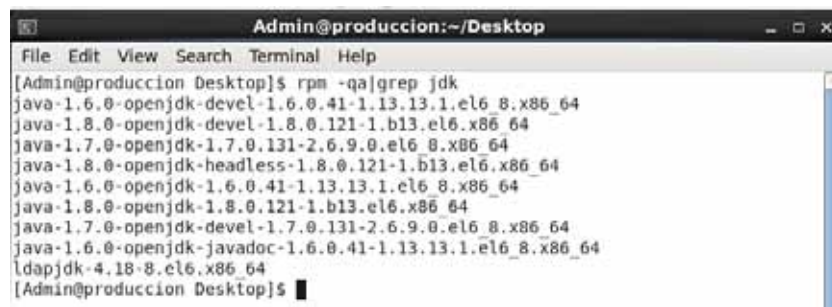 Admin@produccion:~/Desktop
File Edit View Search Terminal Help
[Admin@produccion Desktop]$ rpm -qa|grep jdk
java-1.6.0-openjdk-devel-1.6.0.41-1.13.13.1.el6_8.x86_64
java-1.8.0-openjdk-devel-1.8.0.121-1.b13.el6.x86_64
java-1.7.0-openjdk-1.7.0.131-2.6.9.0.el6_8.x86_64
java-1.8.0-openjdk-headless-1.8.0.121-1.b13.el6.x86_64
java-1.6.0-openjdk-1.6.0.41-1.13.13.1.el6_8.x86_64
java-1.8.0-openjdk-1.8.0.121-1.b13.el6.x86_64
java-1.7.0-openjdk-devel-1.7.0.131-2.6.9.0.el6_8.x86_64
java-1.6.0-openjdk-javadoc-1.6.0.41-1.13.13.1.el6_8.x86_64
ldapjdk-4.18-8.el6.x86_64
[Admin@produccion Desktop]$